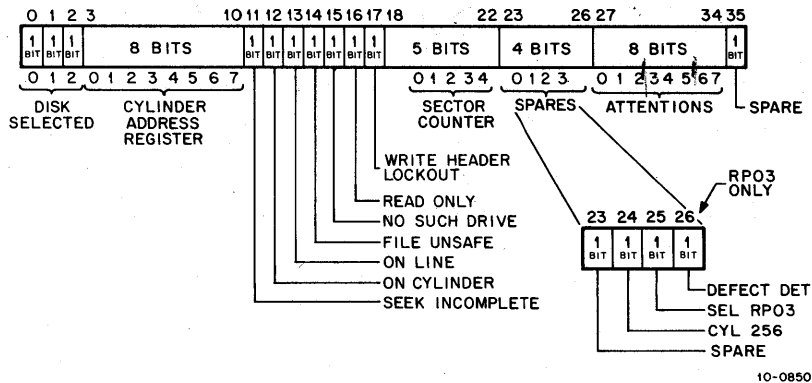 0 1 2 3 10 11 12 13 14 15 16 17 18 22 23 26 27 34 35
1 BIT 1 BIT 1 BIT 8 BITS 1 BIT 1 BIT 1 BIT 1 BIT 1 BIT 1 BIT 1 BIT 5 BITS 4 BITS 8 BITS 1 BIT
0 1 2 0 1 2 3 4 5 6 7 0 1 2 3 4 0 1 2 3 0 1 2 3 4 5 6 7
DISK SELECTED
CYLINDER ADDRESS REGISTER
SECTOR COUNTER
SPARES
ATTENTIONS
SPARE
WRITE HEADER LOCKOUT
READ ONLY
NO SUCH DRIVE
FILE UNSAFE
ON LINE
ON CYLINDER
SEEK INCOMPLETE
RP03 ONLY
23 24 25 26
1 BIT 1 BIT 1 BIT 1 BIT
DEFECT DET
SEL RP03
CYL 256
SPARE
10-0850